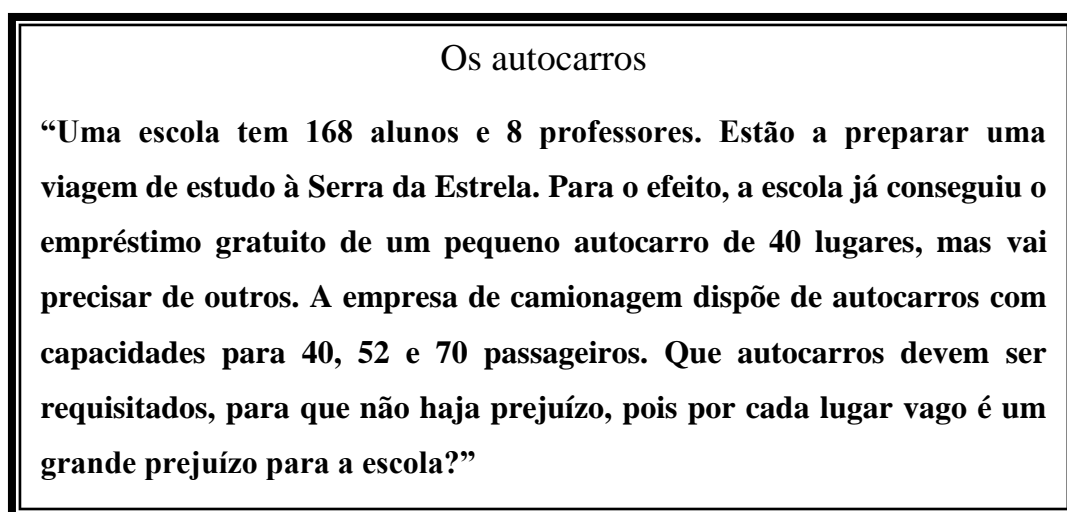 Os autocarros
“Uma escola tem 168 alunos e 8 professores. Estão a preparar uma
viagem de estudo à Serra da Estrela. Para o efeito, a escola já conseguiu o
empréstimo gratuito de um pequeno autocarro de 40 lugares, mas vai
precisar de outros. A empresa de camionagem dispõe de autocarros com
capacidades para 40, 52 e 70 passageiros. Que autocarros devem ser
requisitados, para que não haja prejuízo, pois por cada lugar vago é um
grande prejuízo para a escola?”